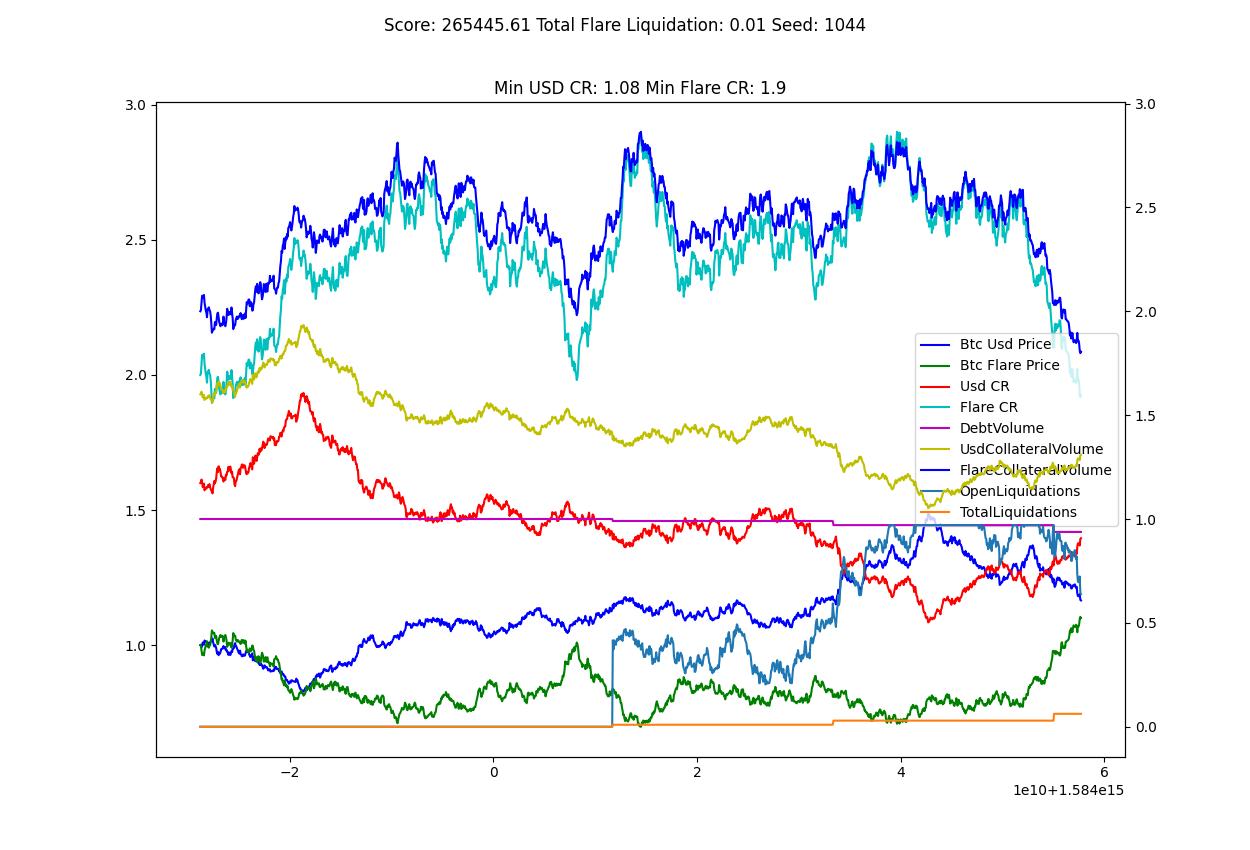 Score: 265445.61 Total Flare Liquidation: 0.01 Seed: 1044
Min USD CR: 1.08 Min Flare CR: 1.9
3.0
2.5
2.0
1.5
1.0
3.0
2.5
2.0
1.5
1.0
0.5
0.0
Btc Usd Price
Btc Flare Price
Usd CR
Flare CR
DebtVolume
UsdCollateralVolume
FlareCollateralVolume
OpenLiquidations
TotalLiquidations
−2 0 2 4 6
1e10+1.584e15